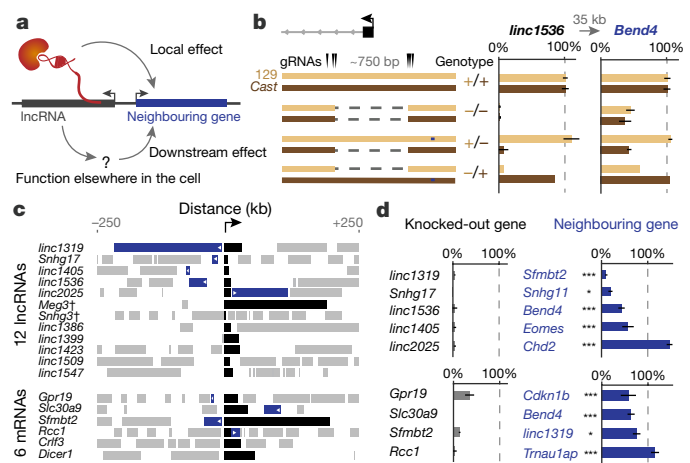 a
Local effect
lncRNA
Neighbouring gene
?
Downstream effect
Function elsewhere in the cell
b
linc1536
35 kb
Bend4
gRNAs
~750 bp
Genotype
0%
100%
0%
100%
129
Cast
+/+
−/−
+/−
−/+
c
Distance (kb)
−250
+250
12 lncRNAs
linc1319
Snhg17
linc1405
linc1536
linc2025
Meg3†
Snhg3†
linc1386
linc1399
linc1423
linc1509
linc1547
6 mRNAs
Gpr19
Slc30a9
Sfmbt2
Rcc1
Crlf3
Dicer1
d
Knocked-out gene
Neighbouring gene
0%
100%
0%
100%
linc1319
Sfmbt2
***
Snhg17
Snhg11
*
linc1536
Bend4
***
linc1405
Eomes
***
linc2025
Chd2
***
0%
100%
0%
100%
Gpr19
Cdkn1b
***
Slc30a9
Bend4
***
Sfmbt2
linc1319
*
Rcc1
Trnau1ap
***